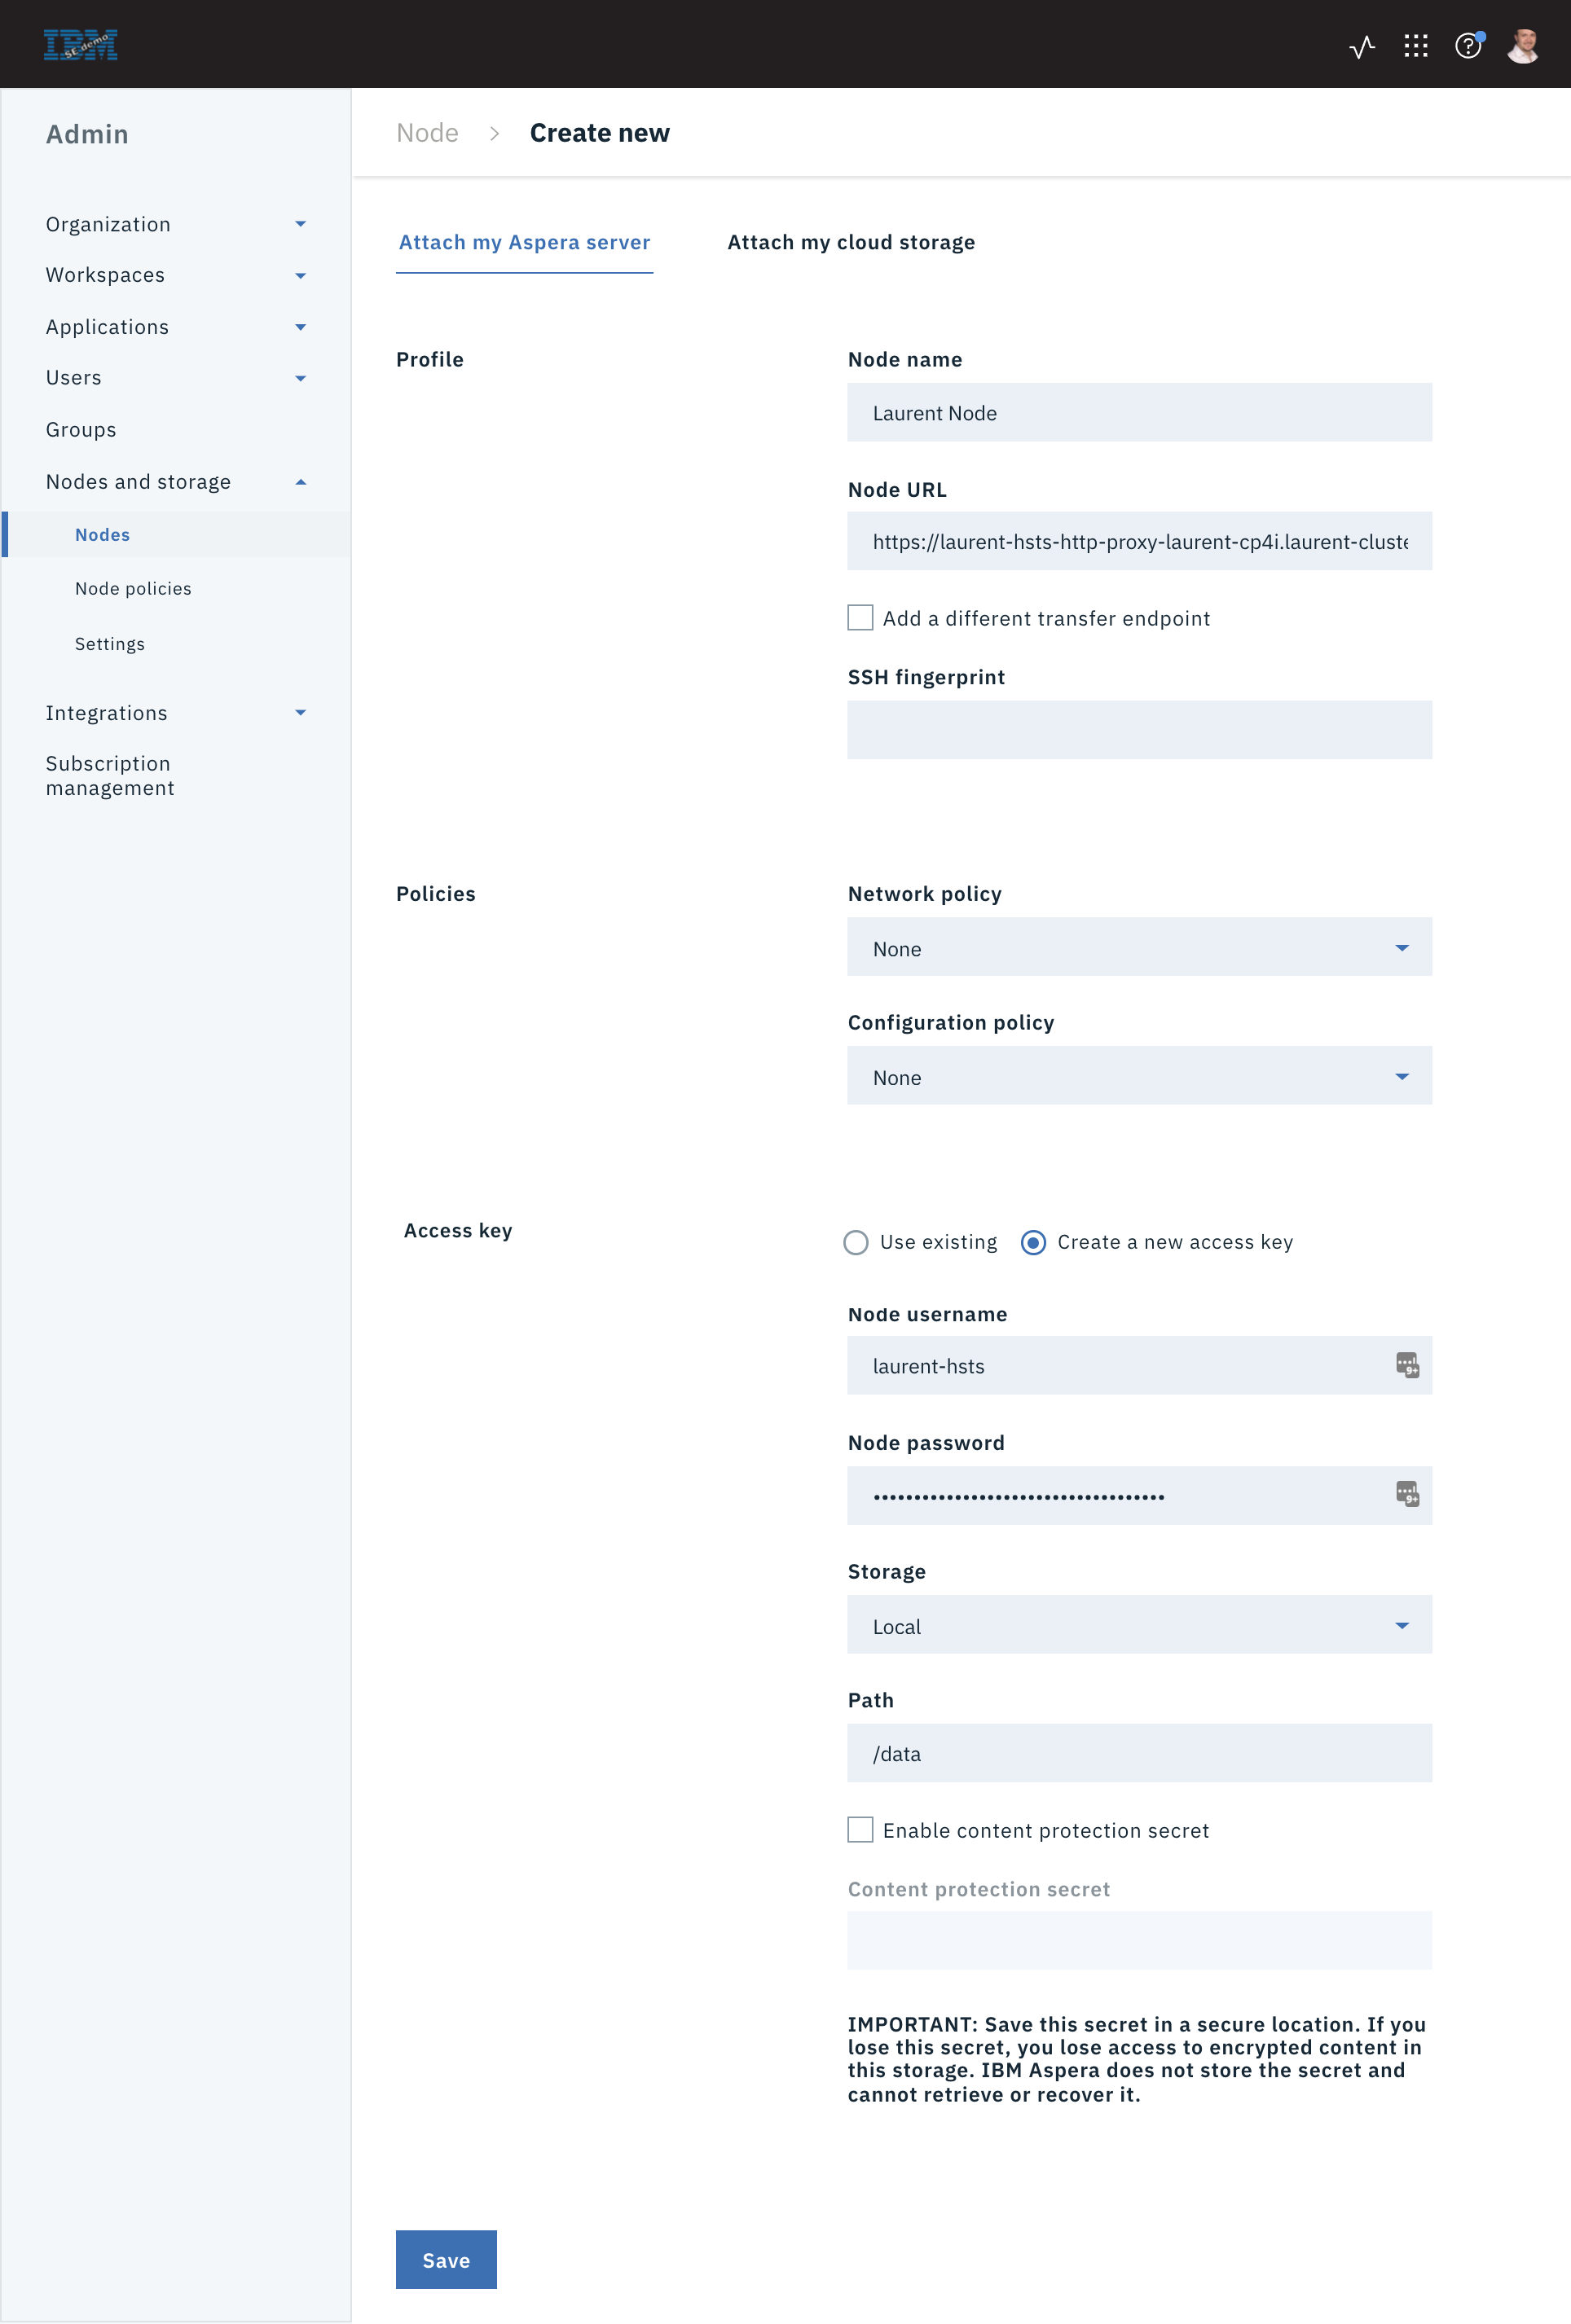 IBM
SE demo
Admin
Organization
Workspaces
Applications
Users
Groups
Nodes and storage
Nodes
Node policies
Settings
Integrations
Subscription
management
Node > Create new
Attach my Aspera server
Attach my cloud storage
Profile
Node name
Laurent Node
Node URL
https://laurent-hsts-http-proxy-laurent-cp4i.laurent-cluste
Add a different transfer endpoint
SSH fingerprint
Policies
Network policy
None
Configuration policy
None
Access key
Use existing
Create a new access key
Node username
laurent-hsts
9+
Node password
••••••••••••••••••••••••••••••••••••
9+
Storage
Local
Path
/data
Enable content protection secret
Content protection secret
IMPORTANT: Save this secret in a secure location. If you
lose this secret, you lose access to encrypted content in
this storage. IBM Aspera does not store the secret and
cannot retrieve or recover it.
Save